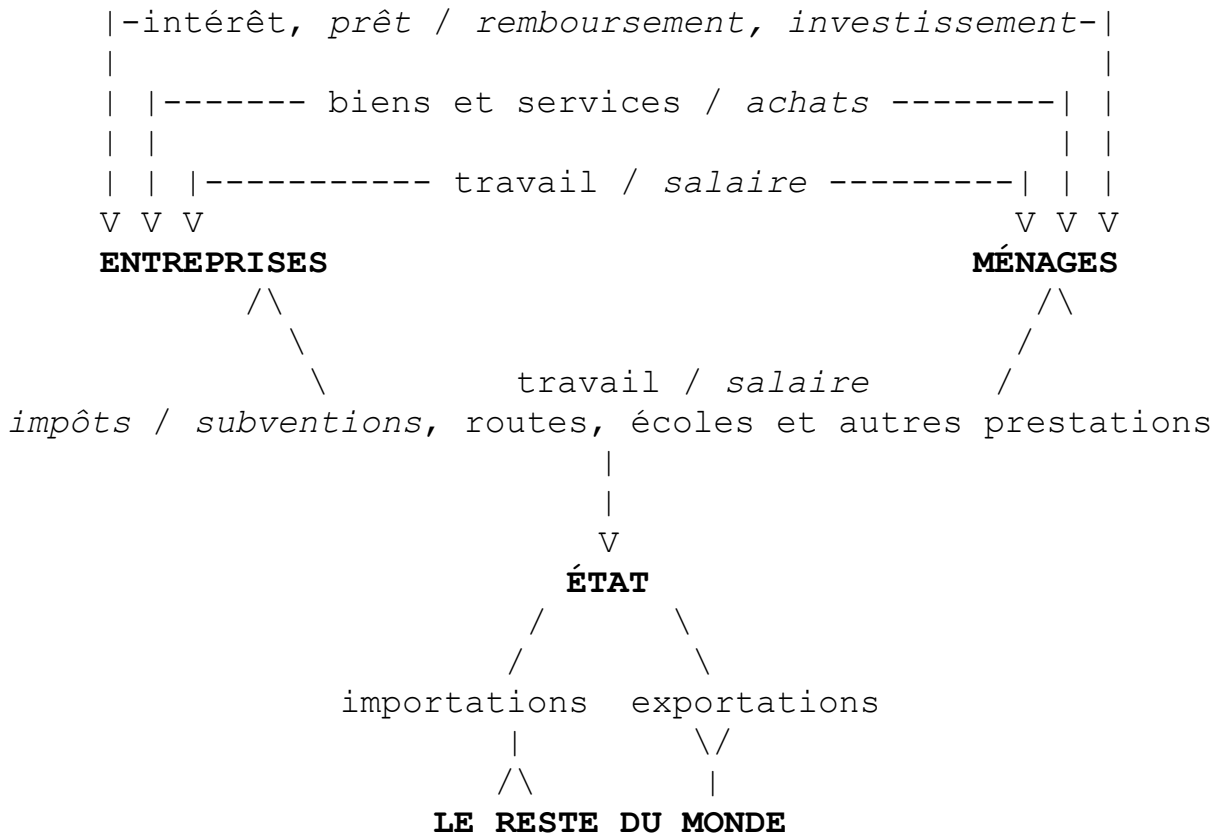 |-intérêt, prêt / remboursement, investissement-|
biens et services / achats
travail / salaire
ENTREPRISES MÉNAGES
travail / salaire
impôts / subventions, routes, écoles et autres prestations
ÉTAT
importations exportations
LE RESTE DU MONDE